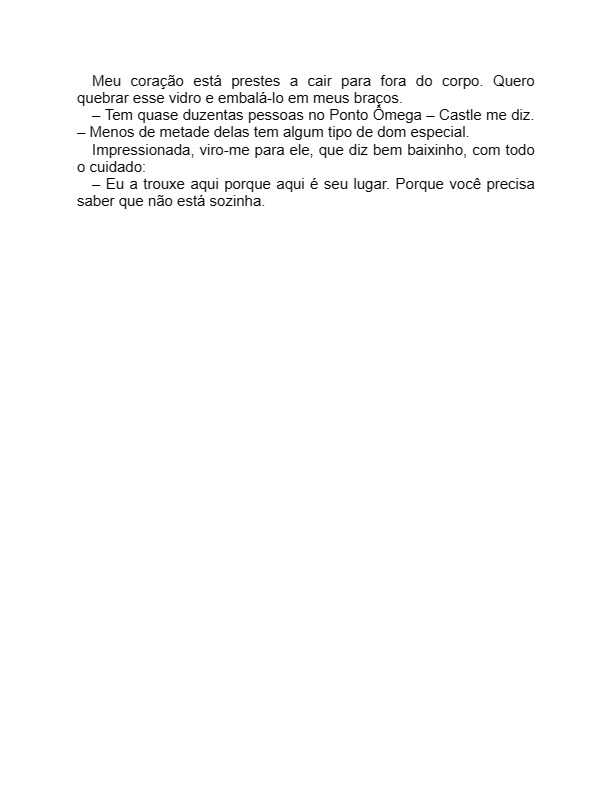 Meu coração está prestes a cair para fora do corpo. Quero
quebrar esse vidro e embalá-lo em meus braços.
– Tem quase duzentas pessoas no Ponto Ômega – Castle me diz.
– Menos de metade delas tem algum tipo de dom especial.
Impressionada, viro-me para ele, que diz bem baixinho, com todo
o cuidado:
– Eu a trouxe aqui porque aqui é seu lugar. Porque você precisa
saber que não está sozinha.